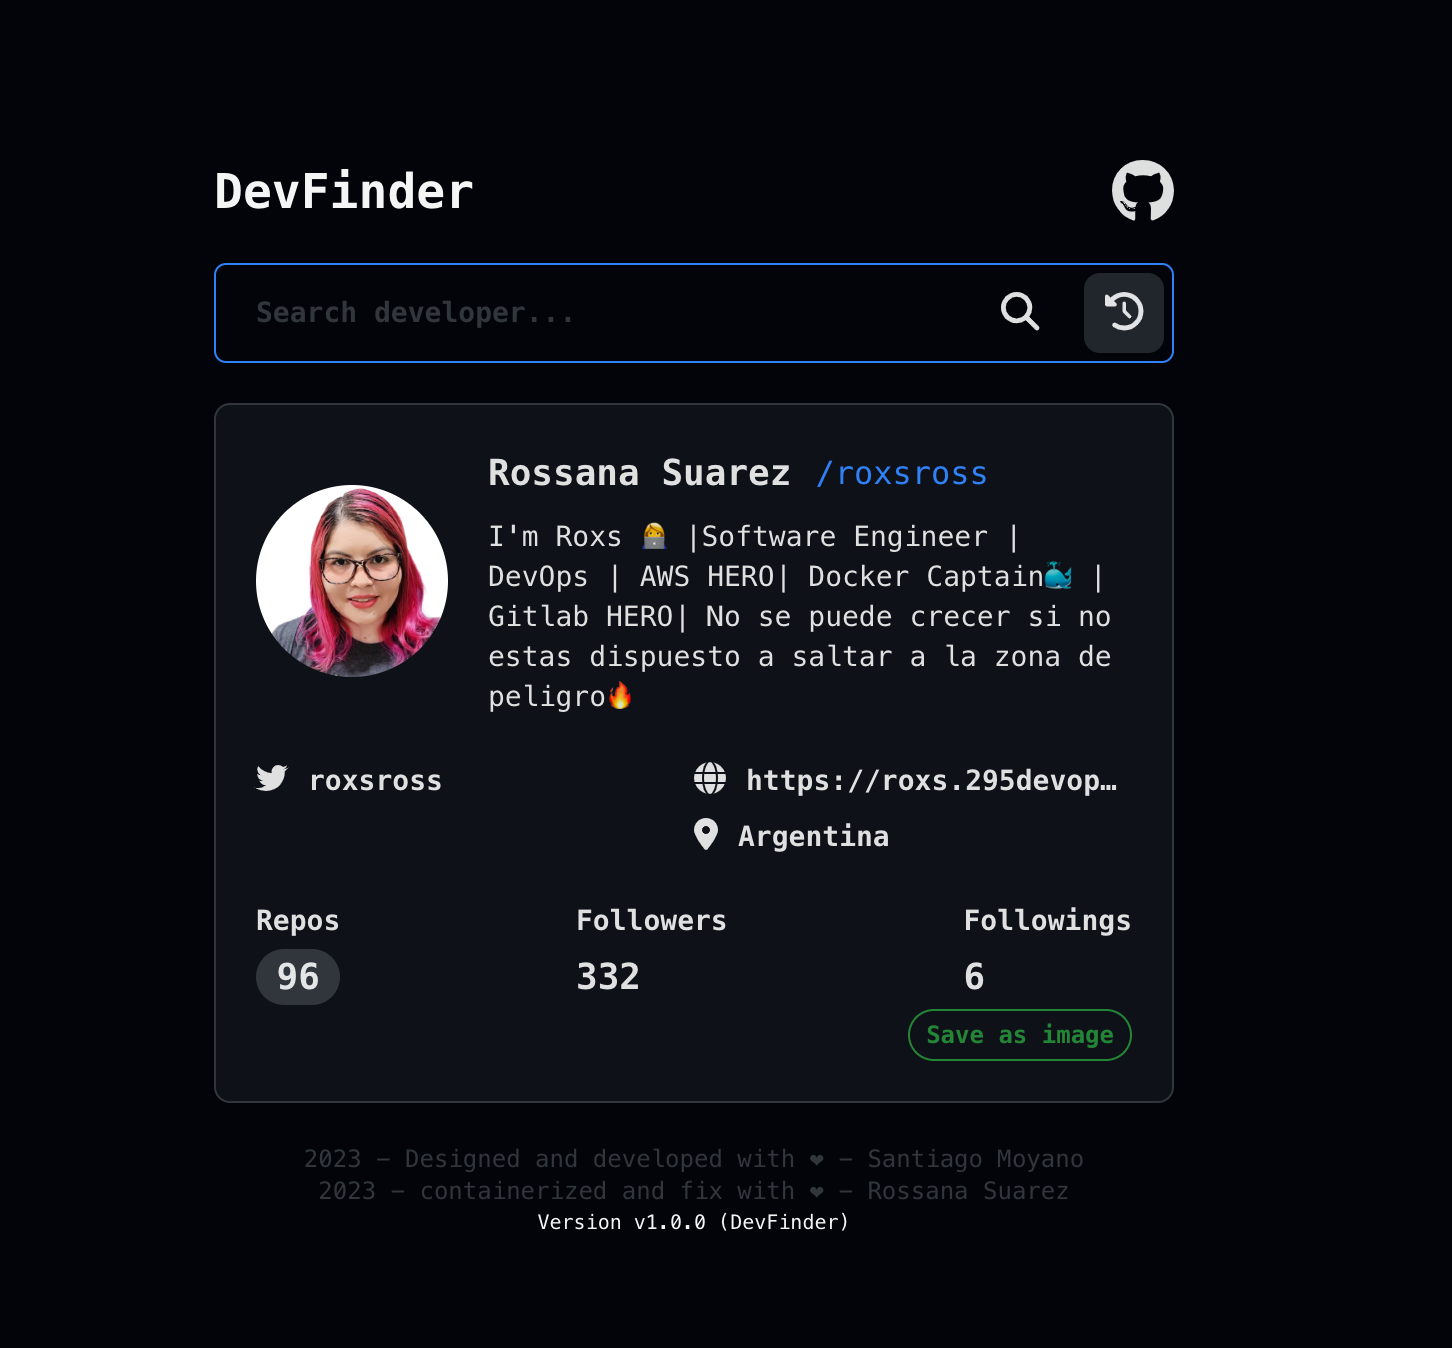 DevFinder
Search developer...
Rossana Suarez /roxsross
I'm Roxs 👩‍💻 |Software Engineer |
DevOps | AWS HERO| Docker Captain🐳 |
Gitlab HERO| No se puede crecer si no
estas dispuesto a saltar a la zona de
peligro🔥
roxsross
https://roxs.295devop…
Argentina
Repos
Followers
Followings
96
332
6
Save as image
2023 – Designed and developed with ❤ – Santiago Moyano
2023 – containerized and fix with ❤ – Rossana Suarez
Version v1.0.0 (DevFinder)